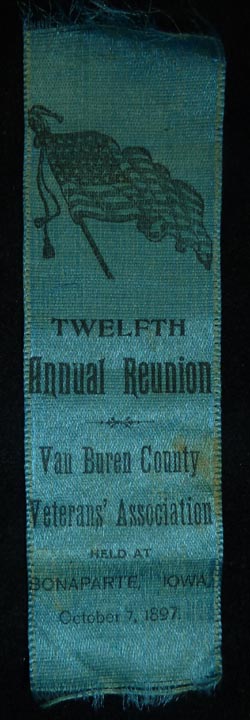 TWELFTH
Annual Reunion
Van Buren County
Veterans' Association
HELD AT
BONAPARTE, IOWA,
October 7, 1897.